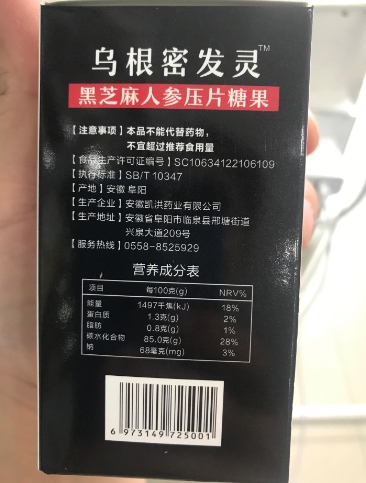 乌根密发灵™
黑芝麻人参压片糖果
【注意事项】本品不能代替药物，
不宜超过推荐食用量
【食品生产许可证编号】SC10634122106109
【执行标准】SB/T 10347
【产地】安徽 阜阳
【生产企业】安徽凯洪药业有限公司
【生产地址】安徽省阜阳市临泉县邢塘街道
兴泉大道209号
【服务热线】0558-8525929
营养成分表
项目 每100克(g) NRV%
能量 1497千焦(kJ) 18%
蛋白质 1.3克(g) 2%
脂肪 0.8克(g) 1%
碳水化合物 85.0克(g) 28%
钠 68毫克(mg) 3%
6 973149 725001